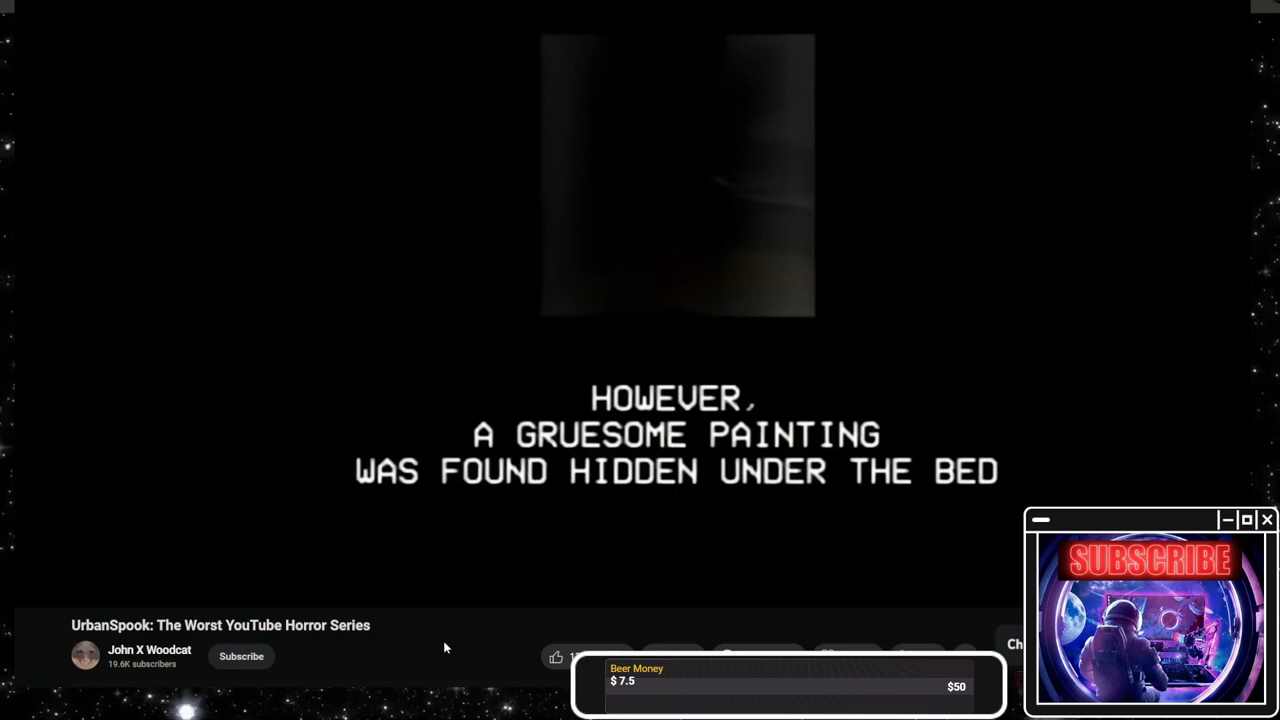 HOWEVER,
A GRUESOME PAINTING
WAS FOUND HIDDEN UNDER THE BED
SUBSCRIBE
UrbanSpook: The Worst YouTube Horror Series
John X Woodcat
19.6K subscribers
Subscribe
Beer Money
$ 7.5
$50